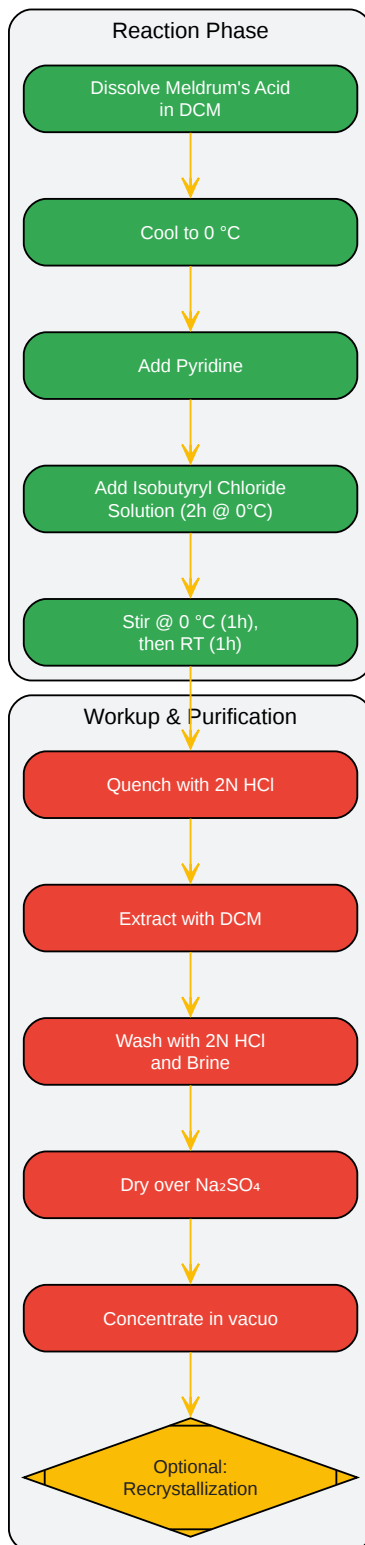 Reaction Phase
Dissolve Meldrum's Acid
in DCM
Cool to 0 °C
Add Pyridine
Add Isobutyryl Chloride
Solution (2h @ 0°C)
Stir @ 0 °C (1h),
then RT (1h)
Workup & Purification
Quench with 2N HCl
Extract with DCM
Wash with 2N HCl
and Brine
Dry over Na₂SO₄
Concentrate in vacuo
Optional:
Recrystallization